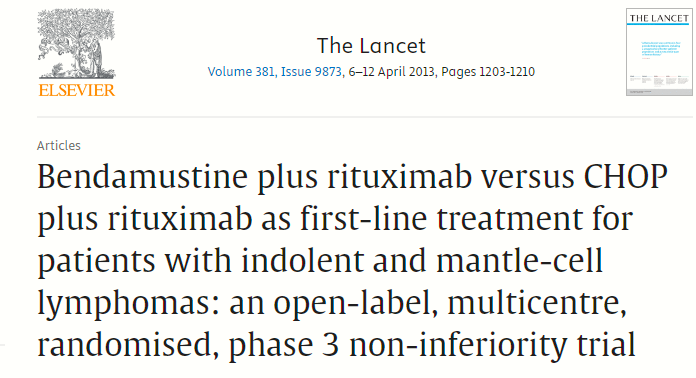 The Lancet
THE LANCET
Volume 381, Issue 9873, 6–12 April 2013, Pages 1203-1210
ELSEVIER
Articles
Bendamustine plus rituximab versus CHOP
plus rituximab as first-line treatment for
patients with indolent and mantle-cell
lymphomas: an open-label, multicentre,
randomised, phase 3 non-inferiority trial